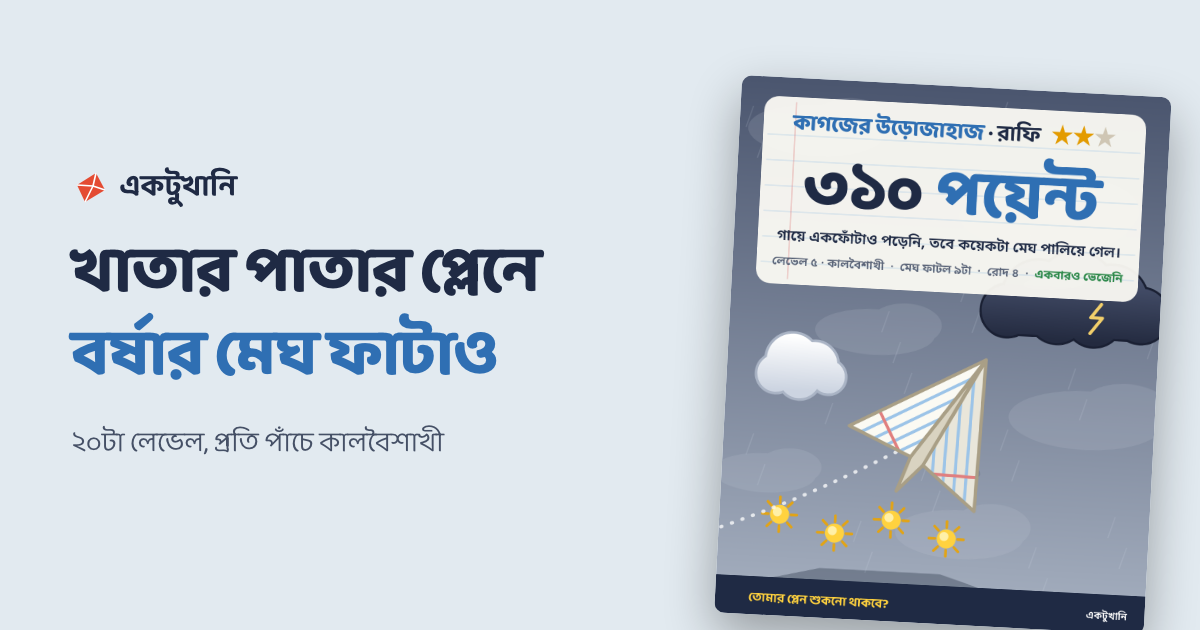 একটুখানি
খাতার পাতার প্লেনে
বর্ষার মেঘ ফাটাও
২০টা লেভেল, প্রতি পাঁচে কালবৈশাখী
কাগজের উড়োজাহাজ · রাফি
৩১০ পয়েন্ট
গায়ে একফোঁটাও পড়েনি, তবে কয়েকটা মেঘ পালিয়ে গেল।
লেভেল ৫ · কালবৈশাখী · মেঘ ফাটল ৯টা · রোদ ৪ · একবারও ভেজেনি
তোমার প্লেন শুকনো থাকবে?
একটুখানি